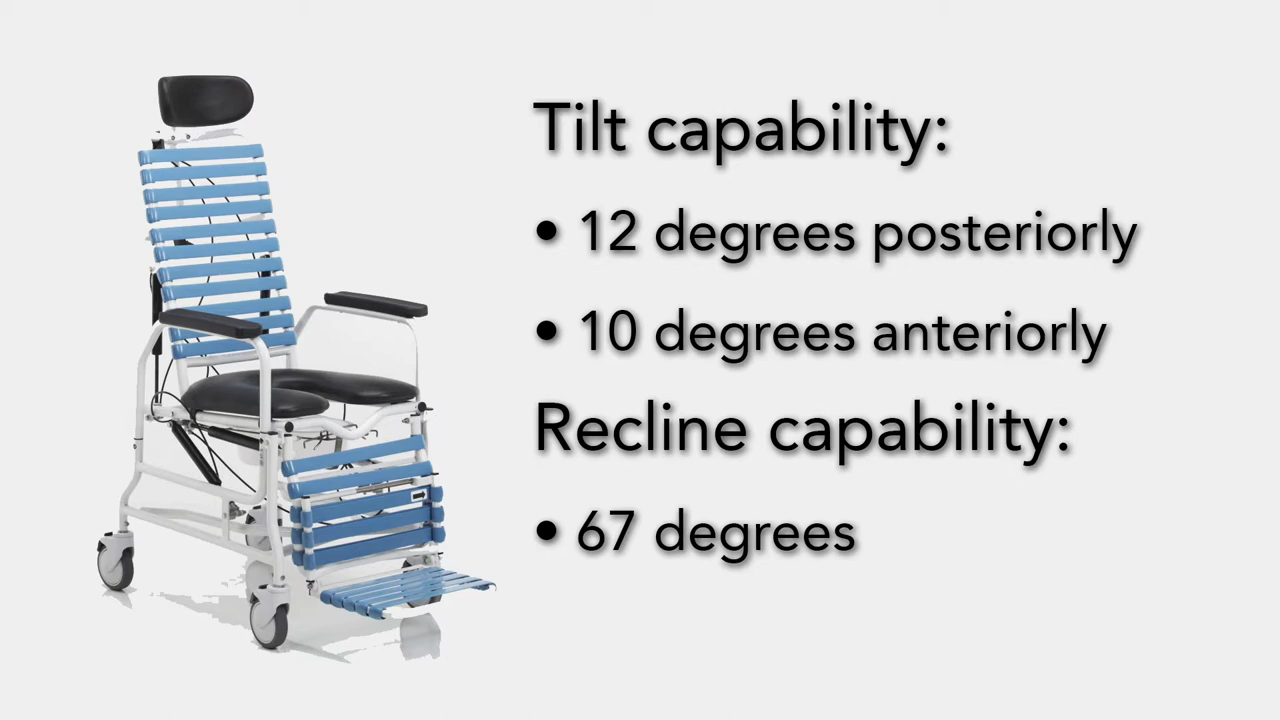 Tilt capability:
• 12 degrees posteriorly
• 10 degrees anteriorly
Recline capability:
• 67 degrees